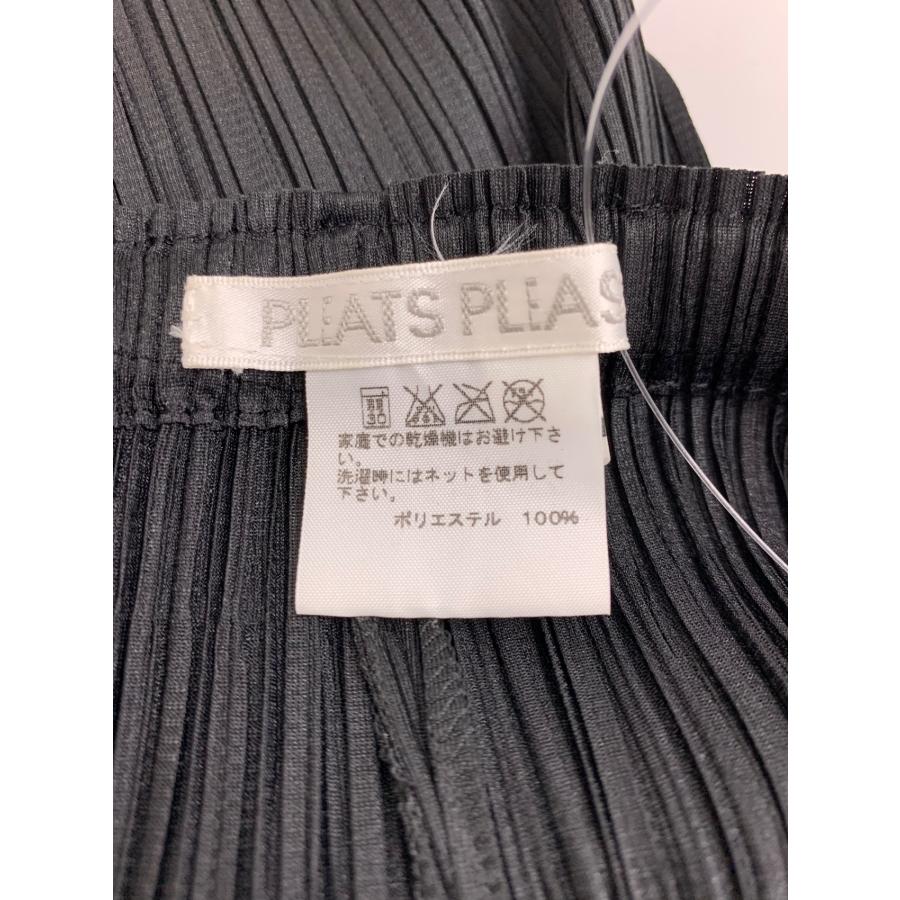 PLEATS PLEAS
弱
30
家庭での乾燥機はお避け下さ
い。
洗濯時にはネットを使用して
下さい。
ポリエステル 100%